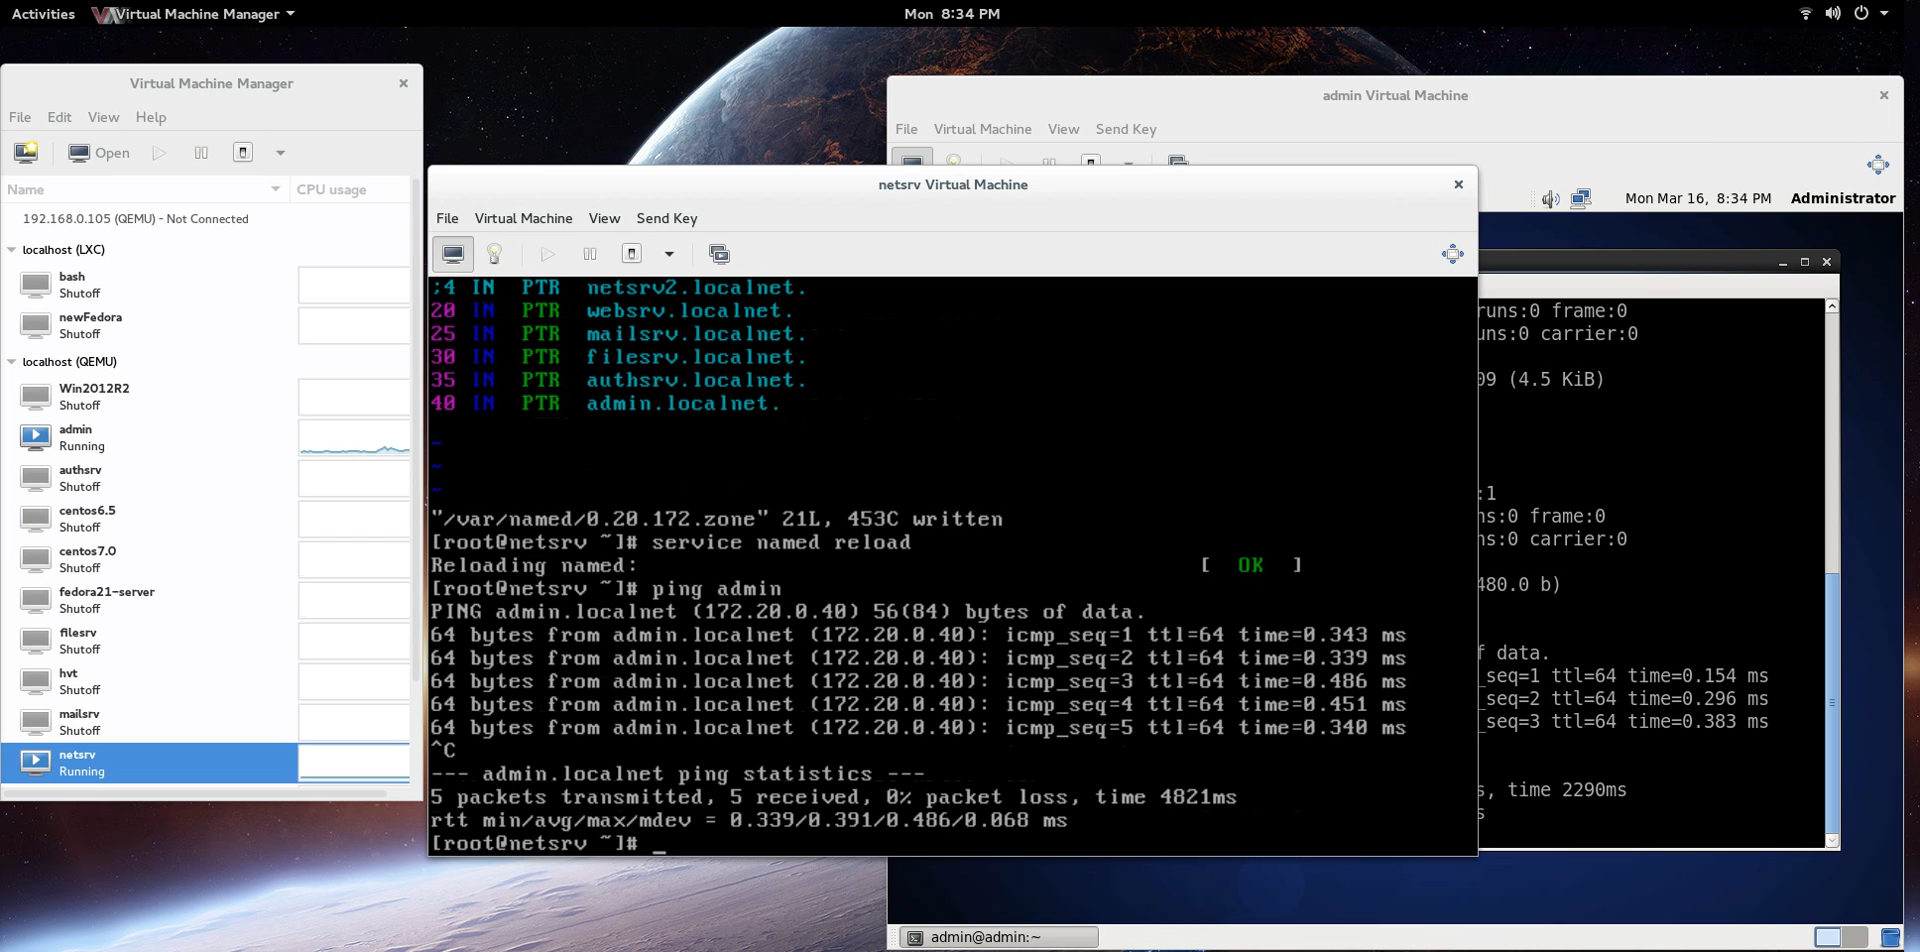 Activities Virtual Machine Manager Mon 8:34 PM
Virtual Machine Manager
File Edit View Help
Open
Name CPU usage
192.168.0.105 (QEMU) - Not Connected
localhost (LXC)
bash
Shutoff
newFedora
Shutoff
localhost (QEMU)
Win2012R2
Shutoff
admin
Running
authsrv
Shutoff
centos6.5
Shutoff
centos7.0
Shutoff
fedora21-server
Shutoff
filesrv
Shutoff
hvt
Shutoff
mailsrv
Shutoff
netsrv
Running
admin Virtual Machine
File Virtual Machine View Send Key
Mon Mar 16, 8:34 PM Administrator
netsrv Virtual Machine
File Virtual Machine View Send Key
;4 IN PTR netsrv2.localnet.
20 IN PTR websrv.localnet.
25 IN PTR mailsrv.localnet.
30 IN PTR filesrv.localnet.
35 IN PTR authsrv.localnet.
40 IN PTR admin.localnet.
~
~
~
"/var/named/0.20.172.zone" 21L, 453C written
[root@netsrv ~]# service named reload
Reloading named: [ OK ]
[root@netsrv ~]# ping admin
PING admin.localnet (172.20.0.40) 56(84) bytes of data.
64 bytes from admin.localnet (172.20.0.40): icmp_seq=1 ttl=64 time=0.343 ms
64 bytes from admin.localnet (172.20.0.40): icmp_seq=2 ttl=64 time=0.339 ms
64 bytes from admin.localnet (172.20.0.40): icmp_seq=3 ttl=64 time=0.486 ms
64 bytes from admin.localnet (172.20.0.40): icmp_seq=4 ttl=64 time=0.451 ms
64 bytes from admin.localnet (172.20.0.40): icmp_seq=5 ttl=64 time=0.340 ms
^C
--- admin.localnet ping statistics ---
5 packets transmitted, 5 received, 0% packet loss, time 4821ms
rtt min/avg/max/mdev = 0.339/0.391/0.486/0.068 ms
[root@netsrv ~]# _
runs:0 frame:0
uns:0 carrier:0
09 (4.5 KiB)
:1
ns:0 frame:0
ns:0 carrier:0
480.0 b)
f data.
_seq=1 ttl=64 time=0.154 ms
_seq=2 ttl=64 time=0.296 ms
_seq=3 ttl=64 time=0.383 ms
s, time 2290ms
s
admin@admin:~